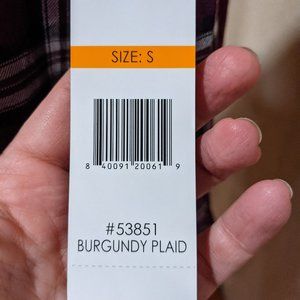 SIZE: S
8 40091 20061 9
#53851
BURGUNDY PLAID